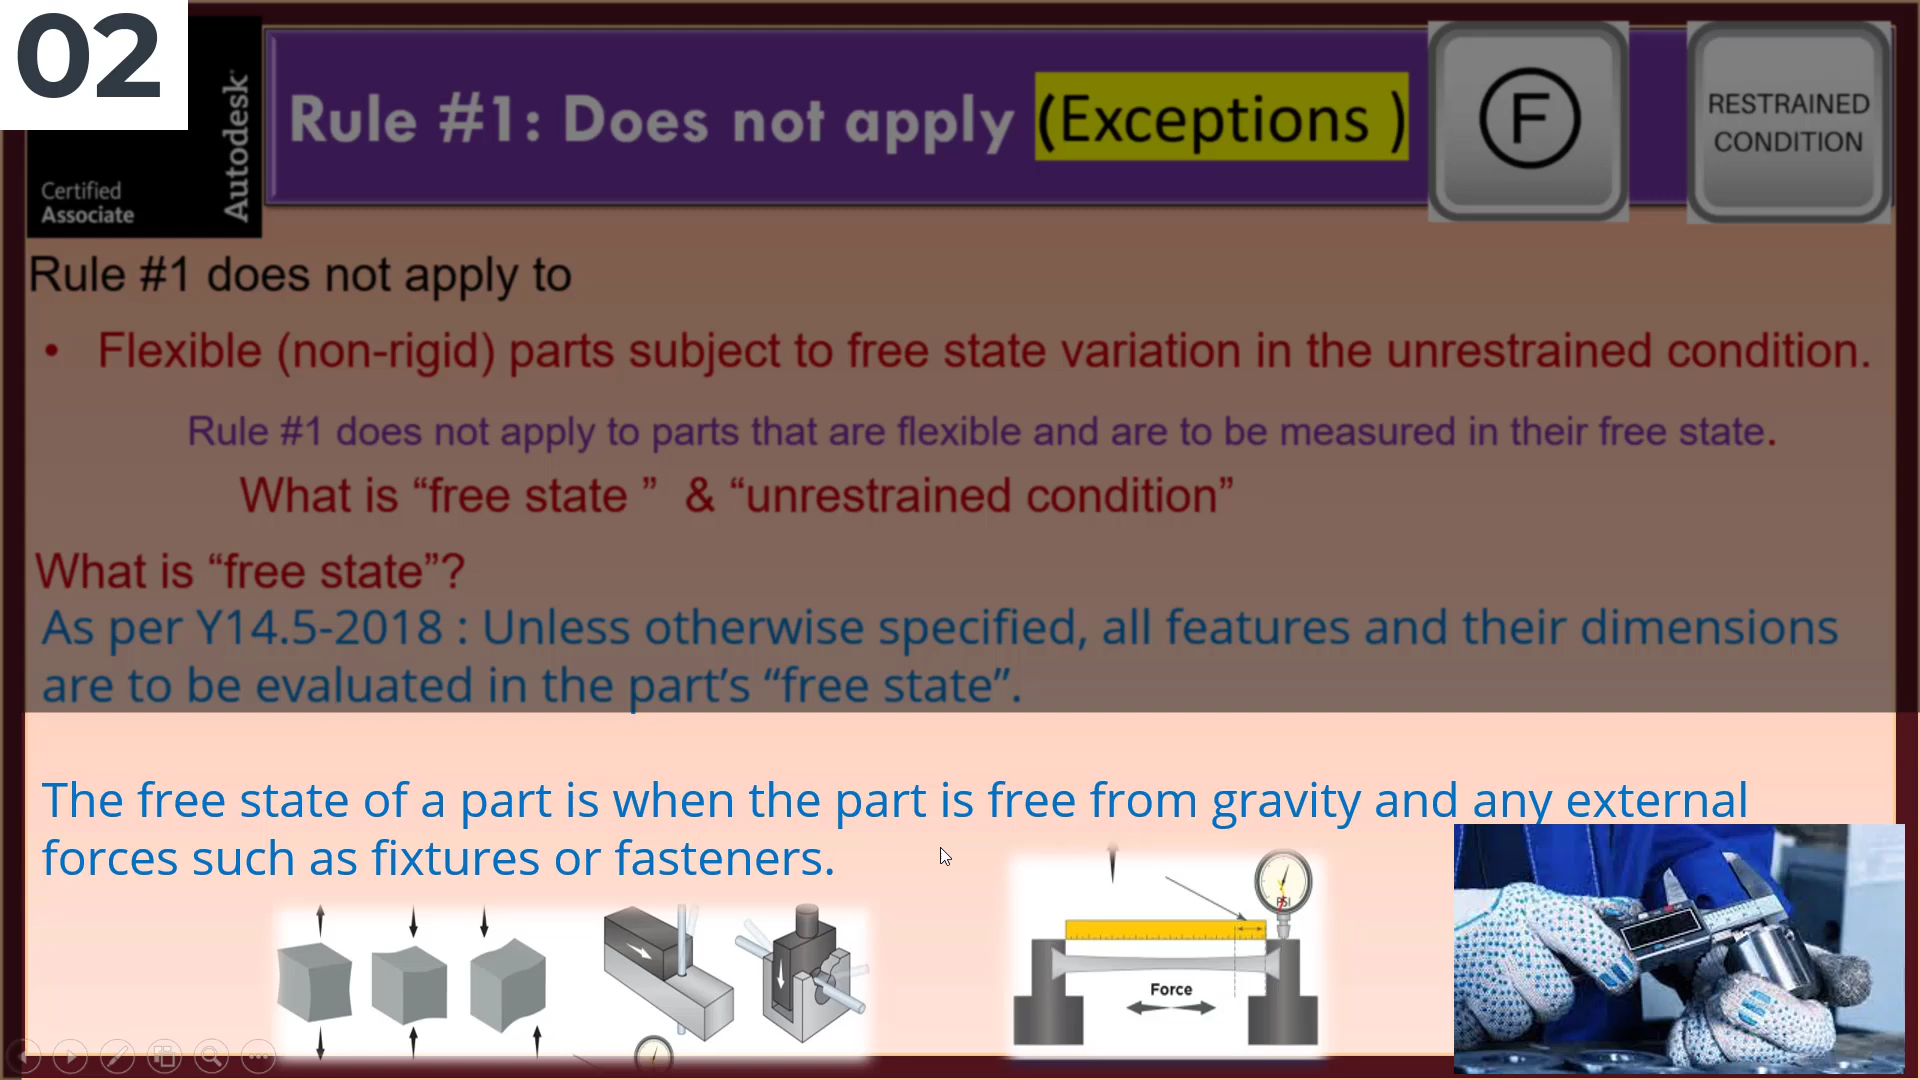 02
Autodesk
Certified
Associate
Rule #1: Does not apply (Exceptions )
F
RESTRAINED
CONDITION
Rule #1 does not apply to
• Flexible (non-rigid) parts subject to free state variation in the unrestrained condition.
Rule #1 does not apply to parts that are flexible and are to be measured in their free state.
What is “free state ” & “unrestrained condition”
What is “free state”?
As per Y14.5-2018 : Unless otherwise specified, all features and their dimensions
are to be evaluated in the part’s “free state”.
The free state of a part is when the part is free from gravity and any external
forces such as fixtures or fasteners.
PSI
Force